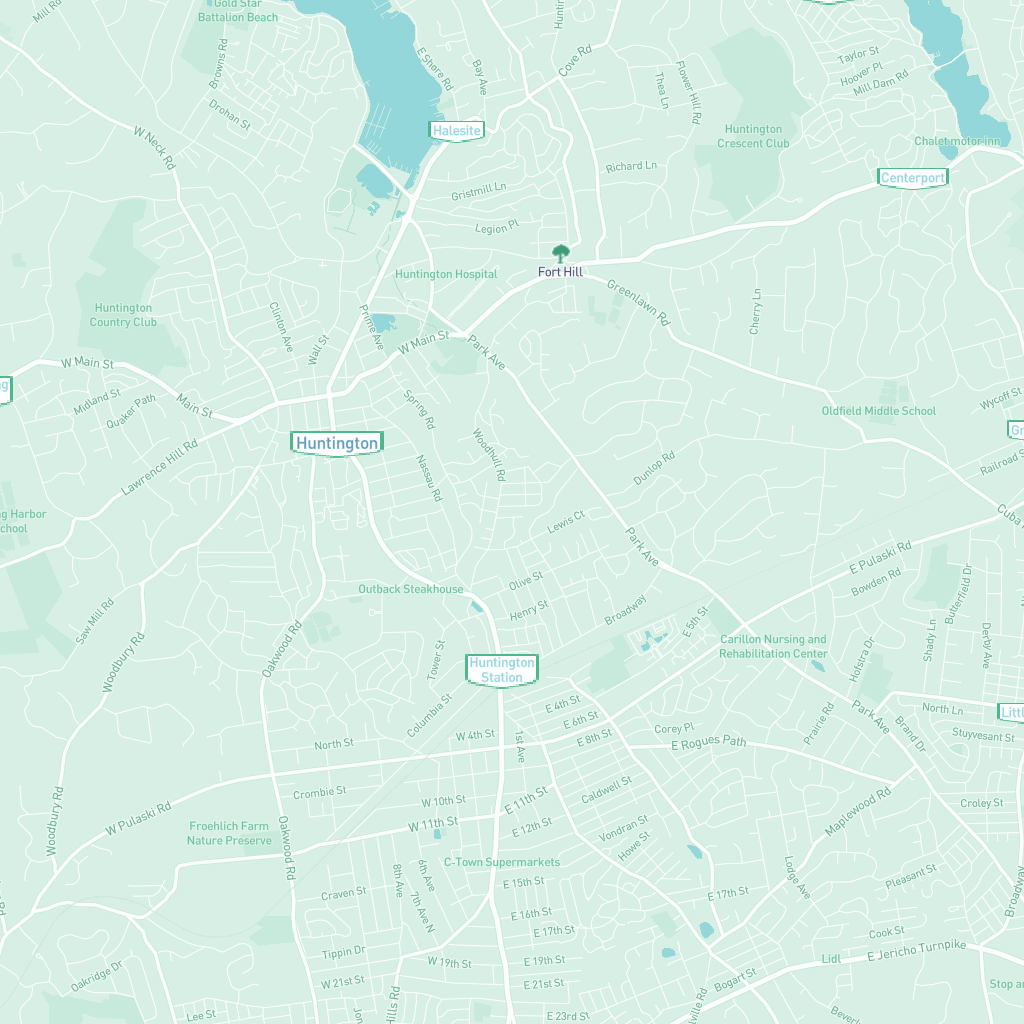 Mill Rd
Gold Star
Battalion Beach
Browns Rd
E Shore Rd
Bay Ave
Cove Rd
Taylor St
Hoover Pl
Mill Dam Rd
Thea Ln
Flower Hill Rd
Drohan St
Halesite
Huntington
Crescent Club
Chalet motor inn
W Neck Rd
Richard Ln
Centerport
Gristmill Ln
Legion Pl
Huntington Hospital
Fort Hill
Greenlawn Rd
Cherry Ln
Huntington
Country Club
Clinton Ave
Wall St
Prime Ave
W Main St
Park Ave
W Main St
Midland St
Quaker Path
Main St
Spring Rd
Oldfield Middle School
Wycoff St
Huntington
Lawrence Hill Rd
Woodhull Rd
Nassau Rd
Dunlop Rd
Railroad S
Harbor
chool
Lewis Ct
Park Ave
Cuba
E Pulaski Rd
Bowden Rd
Butterfield Dr
Outback Steakhouse
Olive St
Henry St
Broadway
E 5th St
Saw Mill Rd
Oakwood Rd
Woodbury Rd
Tower St
Carillon Nursing and
Rehabilitation Center
Hofstra Dr
Shady Ln
Derby Ave
Huntington
Station
Columbia St
E 4th St
E 6th St
E 8th St
Corey Pl
Prairie Rd
Park Ave
North Ln
Littl
Brand Dr
Stuyvesant St
North St
W 4th St
1st Ave
E Rogues Path
Crombie St
W 10th St
E 11th St
Caldwell St
Maplewood Rd
Croley St
W Pulaski Rd
Woodbury Rd
Froehlich Farm
Nature Preserve
Oakwood Rd
W 11th St
E 12th St
Vondran St
Howe St
C-Town Supermarkets
8th Ave
6th Ave
7th Ave N
Craven St
E 15th St
E 17th St
Lodge Ave
Pleasant St
Broadway
E 16th St
E 17th St
Cook St
Tippin Dr
W 19th St
E 19th St
Lidl
E Jericho Turnpike
Oakridge Dr
W 21st St
E 21st St
Bogart St
Stop
Lee St
Hills Rd
E 23rd St